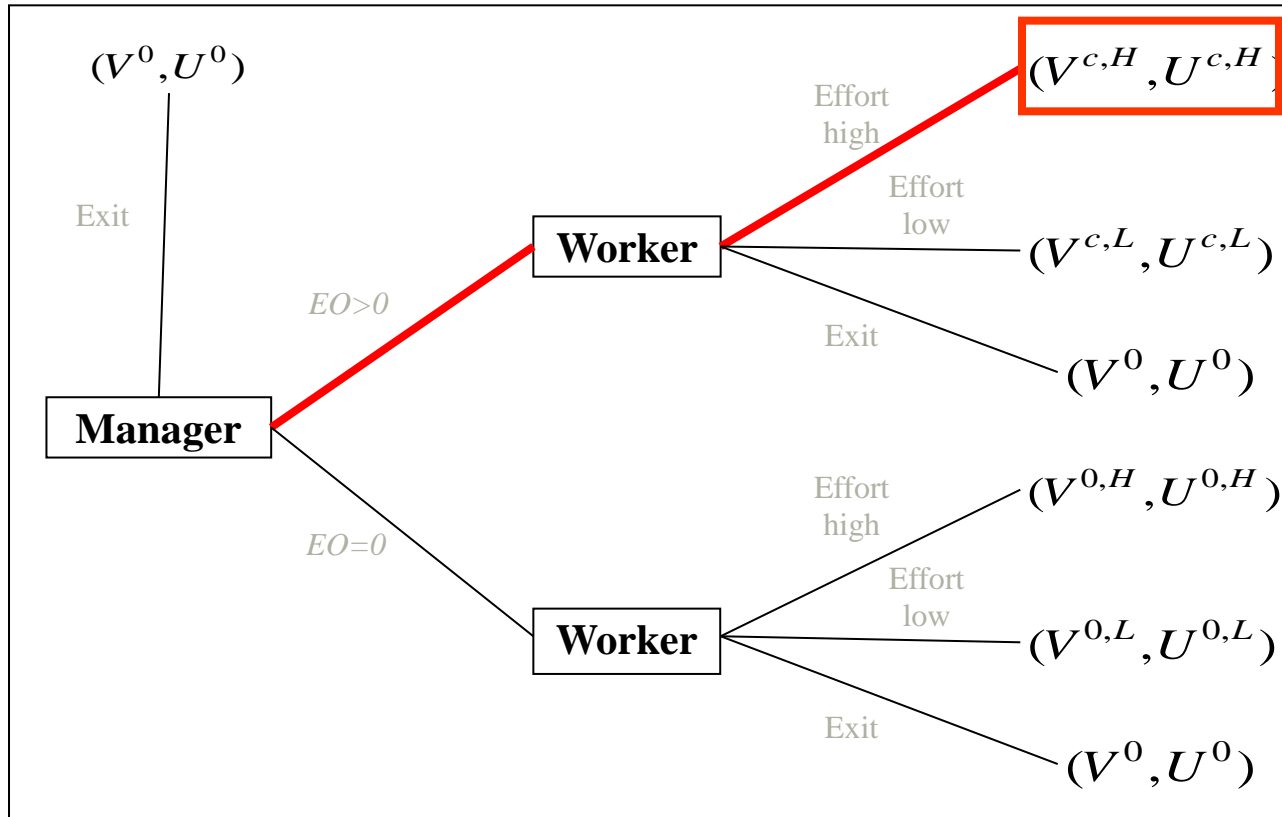 (V^0, U^0)
Exit
Manager
EO>0
EO=0
Worker
Effort
high
(V^{c,H}, U^{c,H})
Effort
low
(V^{c,L}, U^{c,L})
Exit
(V^0, U^0)
Worker
Effort
high
(V^{0,H}, U^{0,H})
Effort
low
(V^{0,L}, U^{0,L})
Exit
(V^0, U^0)